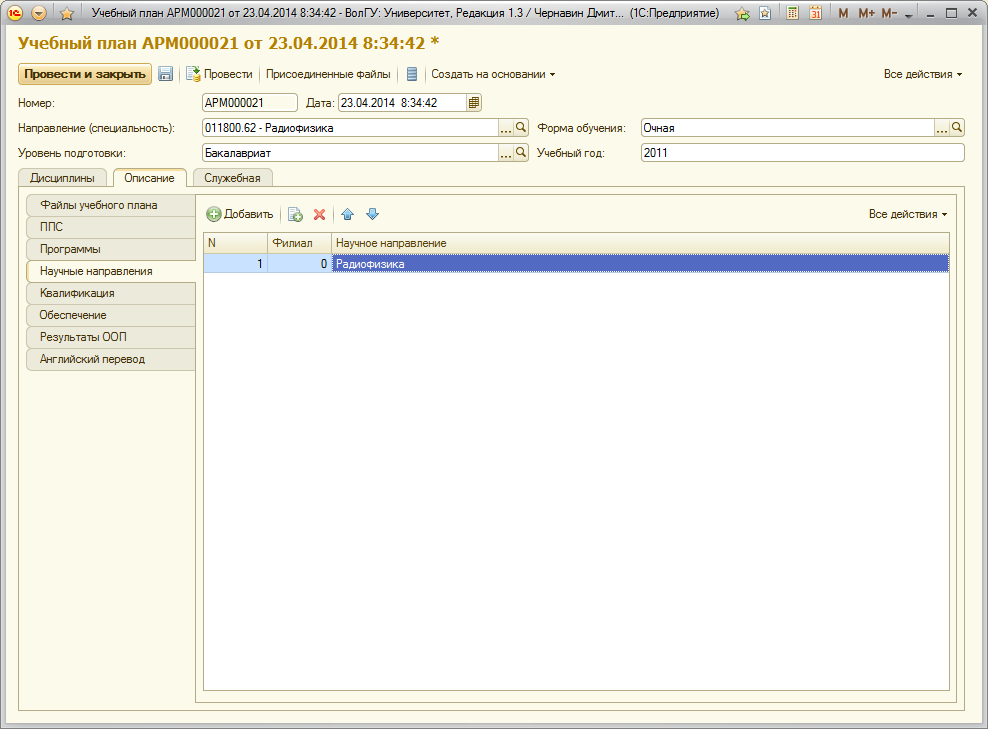 Учебный план АРМ000021 от 23.04.2014 8:34:42 - ВолГУ: Университет, Редакция 1.3 / Чернавин Дмит... (1С:Предприятие) 31 M M+ M-
Учебный план АРМ000021 от 23.04.2014 8:34:42 *
Провести и закрыть Провести Присоединенные файлы Создать на основании Все действия
Номер: АРМ000021 Дата: 23.04.2014 8:34:42
Направление (специальность): 011800.62 - Радиофизика ... Форма обучения: Очная ...
Уровень подготовки: Бакалавриат ... Учебный год: 2011
Дисциплины Описание Служебная
Файлы учебного плана
ППС
Программы
Научные направления
Квалификация
Обеспечение
Результаты ООП
Английский перевод
Добавить Все действия
N Филиал Научное направление
1 0 Радиофизика